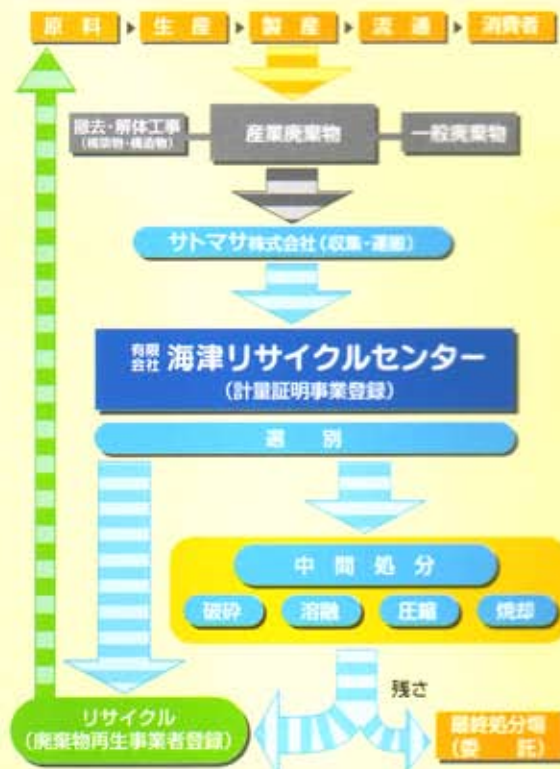 原料 生産 製産 流通 消費者
撤去・解体工事
(構築物・構造物)
産業廃棄物
一般廃棄物
サトマサ株式会社(収集・運搬)
有限会社 海津リサイクルセンター
(計量証明事業登録)
選別
中間処分
破砕 溶融 圧縮 焼却
残さ
リサイクル
(廃棄物再生事業者登録)
最終処分場
(委託)